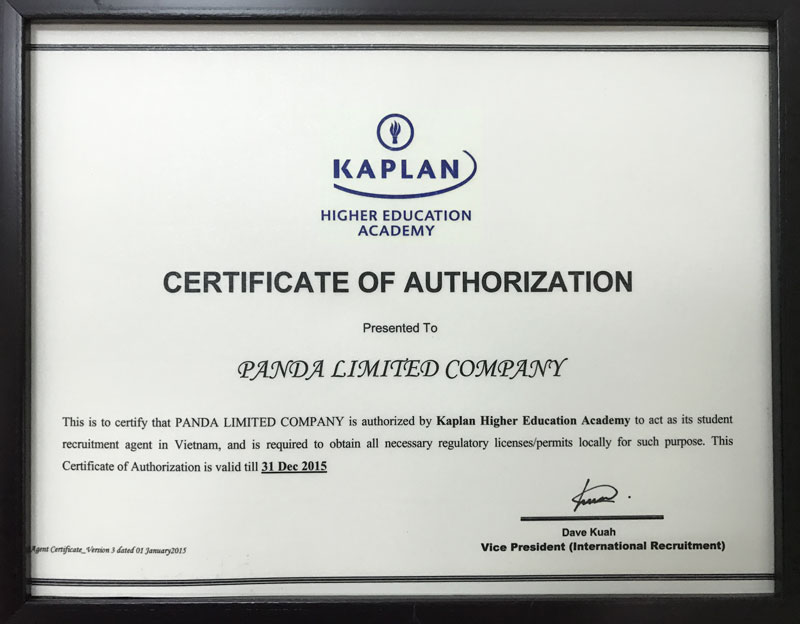 KAPLAN
HIGHER EDUCATION
ACADEMY
CERTIFICATE OF AUTHORIZATION
Presented To
PANDA LIMITED COMPANY
This is to certify that PANDA LIMITED COMPANY is authorized by Kaplan Higher Education Academy to act as its student
recruitment agent in Vietnam, and is required to obtain all necessary regulatory licenses/permits locally for such purpose. This
Certificate of Authorization is valid till 31 Dec 2015
Dave Kuah
Vice President (International Recruitment)
Agent Certificate_Version 3 dated 01 January2015